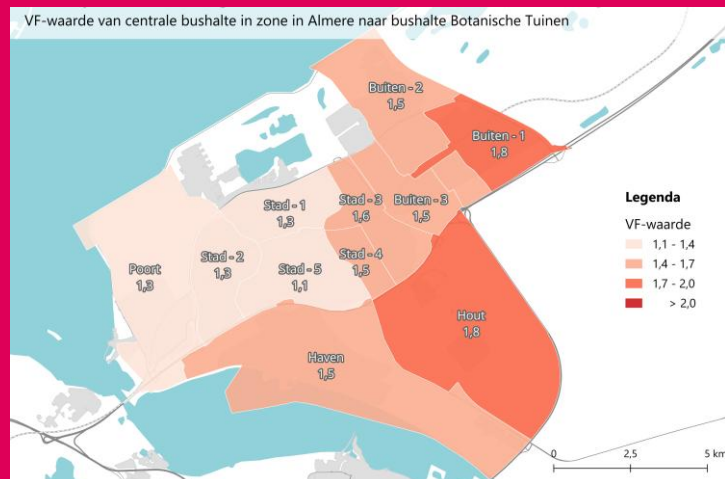 VF-waarde van centrale bushalte in zone in Almere naar bushalte Botanische Tuinen
Buiten - 2
1,5
Buiten - 1
1,8
Stad - 1
1,3
Stad - 3
1,6
Buiten - 3
1,5
Stad - 2
1,3
Stad - 4
1,5
Poort
1,3
Stad - 5
1,1
Hout
1,8
Haven
1,5
Legenda
VF-waarde
1,1 - 1,4
1,4 - 1,7
1,7 - 2,0
> 2,0
0 2,5 5 km